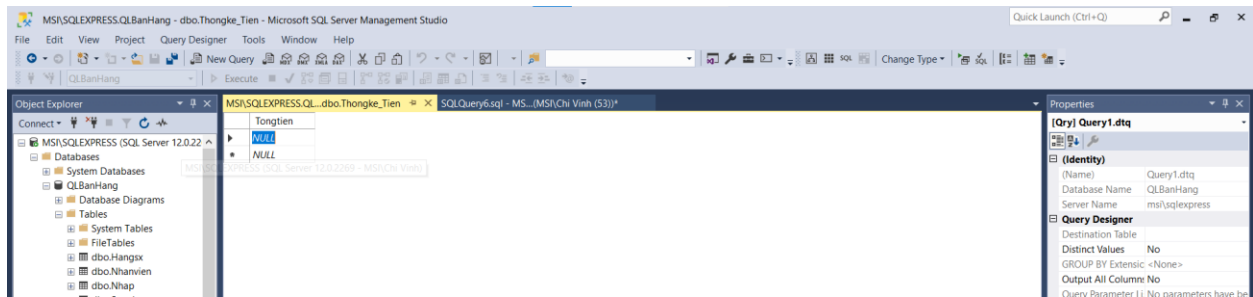 MSI\SQLEXPRESS.QLBanHang - dbo.Thongke_Tien - Microsoft SQL Server Management Studio
Quick Launch (Ctrl+Q)
File Edit View Project Query Designer Tools Window Help
New Query
SQL
Change Type
QLBanHang
Execute
Object Explorer
MSI\SQLEXPRESS.QL...dbo.Thongke_Tien
SQLQuery6.sql - MS...(MSI\Chi Vinh (53))*
Properties
Connect
Tongtien
[Qry] Query1.dtq
MSI\SQLEXPRESS (SQL Server 12.0.22
NULL
Databases
NULL
MSI\SQLEXPRESS (SQL Server 12.0.2269 - MSI\Chi Vinh)
System Databases
QLBanHang
Database Diagrams
Tables
System Tables
FileTables
dbo.Hangsx
dbo.Nhanvien
dbo.Nhap
(Identity)
(Name) Query1.dtq
Database Name QLBanHang
Server Name msi\sqlexpress
Query Designer
Destination Table
Distinct Values No
GROUP BY Extensic <None>
Output All Column: No
Query Parameter Li No parameters have be